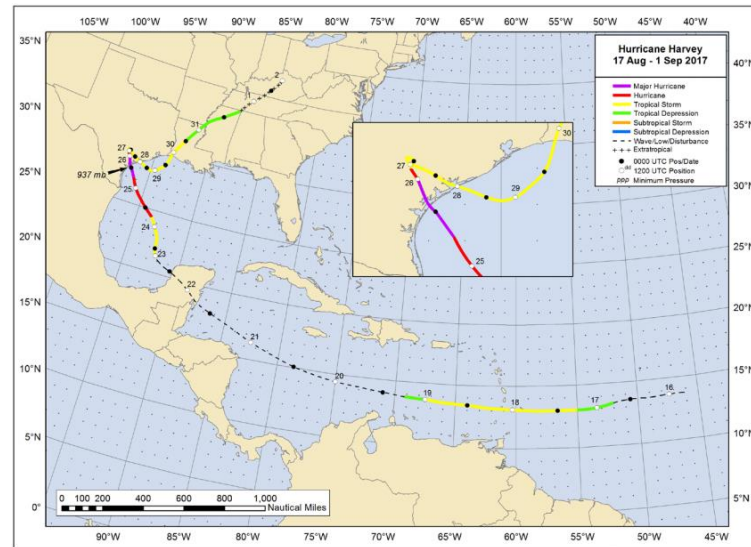 105°W 100°W 95°W 90°W 85°W 80°W 75°W 70°W 65°W 60°W 55°W 50°W 45°W 40°W
35°N
30°N
25°N
20°N
15°N
10°N
5°N
0°
40°N
35°N
30°N
25°N
20°N
15°N
10°N
5°N
Hurricane Harvey
17 Aug - 1 Sep 2017
Major Hurricane
Hurricane
Tropical Storm
Tropical Depression
Subtropical Storm
Subtropical Depression
Wave/Low/Disturbance
Extratropical
0000 UTC Pos/Date
1200 UTC Position
PPP Minimum Pressure
2
1
31
30
27
28
26
29
937 mb
25
24
23
22
21
20
19
18
17
16
30
27
28
28
29
25
0 100 200 400 600 800 1,000
Nautical Miles
90°W 85°W 80°W 75°W 70°W 65°W 60°W 55°W 50°W